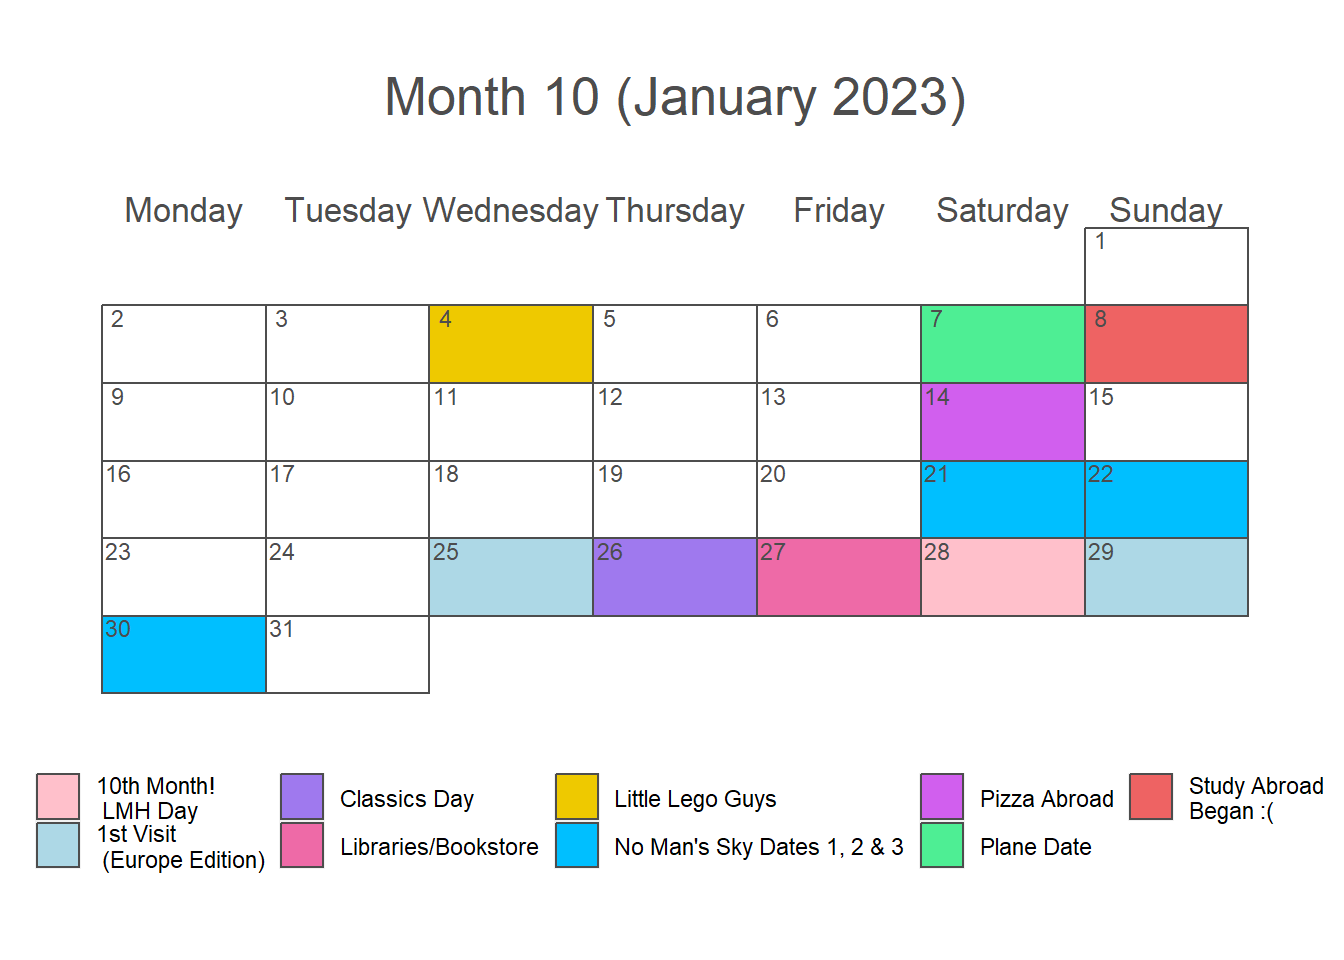 Month 10 (January 2023)
Monday Tuesday Wednesday Thursday Friday Saturday Sunday
1
2 3 4 5 6 7 8
9 10 11 12 13 14 15
16 17 18 19 20 21 22
23 24 25 26 27 28 29
30 31
10th Month!
LMH Day
1st Visit
(Europe Edition)
Classics Day
Libraries/Bookstore
Little Lego Guys
No Man's Sky Dates 1, 2 & 3
Pizza Abroad
Plane Date
Study Abroad
Began :(